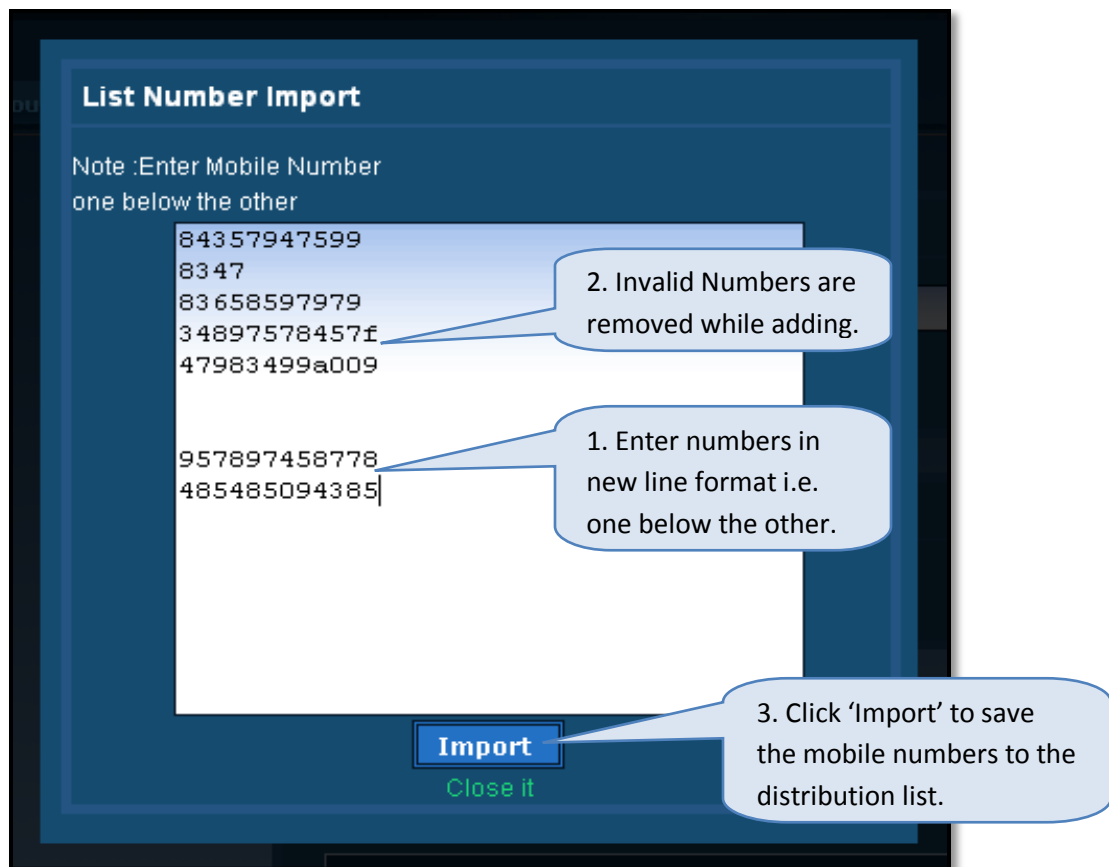 ou
List Number Import
Note :Enter Mobile Number
one below the other
84357947599
8347
83658597979
34897578457f
47983499a009
957897458778
485485094385
2. Invalid Numbers are
removed while adding.
1. Enter numbers in
new line format i.e.
one below the other.
Import
Close it
3. Click ‘Import’ to save
the mobile numbers to the
distribution list.